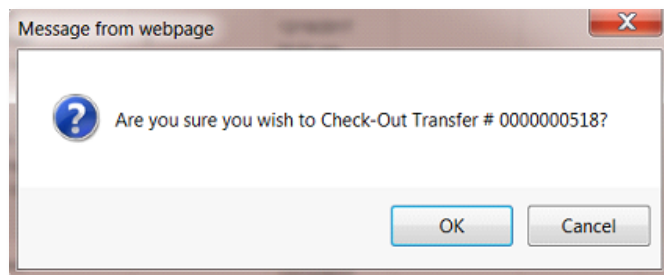 Message from webpage
Are you sure you wish to Check-Out Transfer # 0000000518?
OK
Cancel